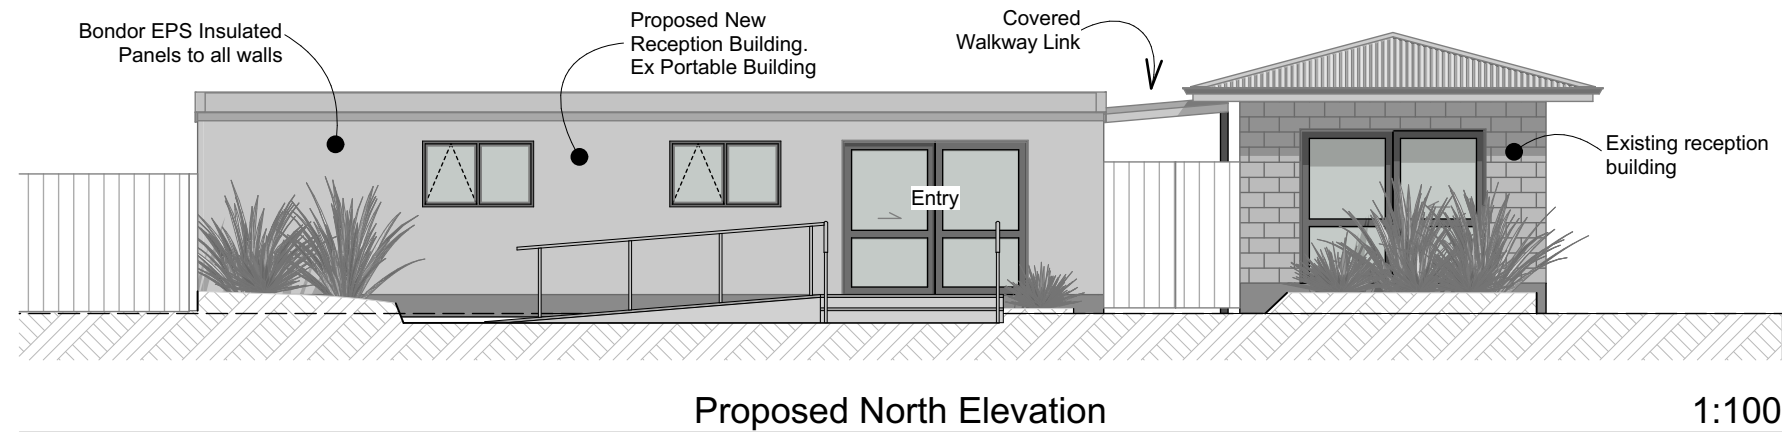 Bondor EPS Insulated
Panels to all walls
Proposed New
Reception Building.
Ex Portable Building
Covered
Walkway Link
Existing reception
building
Entry
Proposed North Elevation
1:100